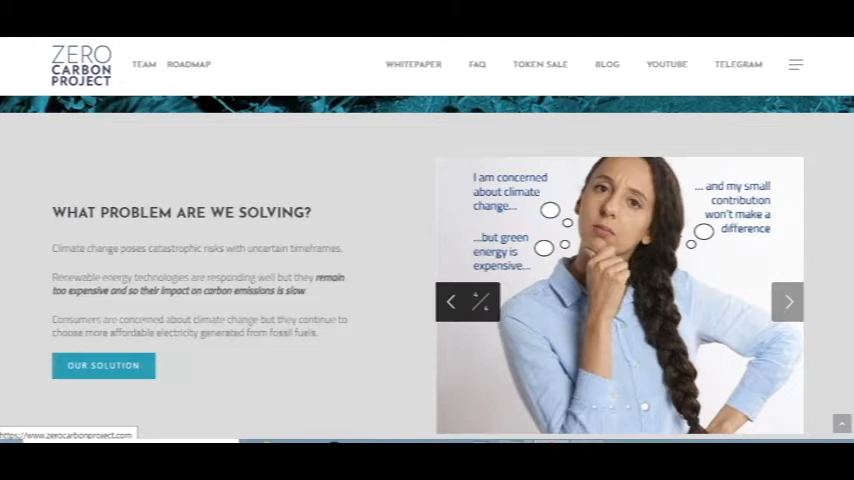 ZERO
CARBON
PROJECT
TEAM ROADMAP WHITEPAPER FAQ TOKEN SALE BLOG YOUTUBE TELEGRAM
WHAT PROBLEM ARE WE SOLVING?
Climate change poses catastrophic risks with uncertain timeframes.
Renewable energy technologies are responding well but they remain
too expensive and so their impact on carbon emissions is slow.
Consumers are concerned about climate change but they continue to
choose more affordable electricity generated from fossil fuels.
OUR SOLUTION
I am concerned
about climate
change...
...but green
energy is
expensive...
... and my small
contribution
won't make a
difference
https://www.zerocarbonproject.com